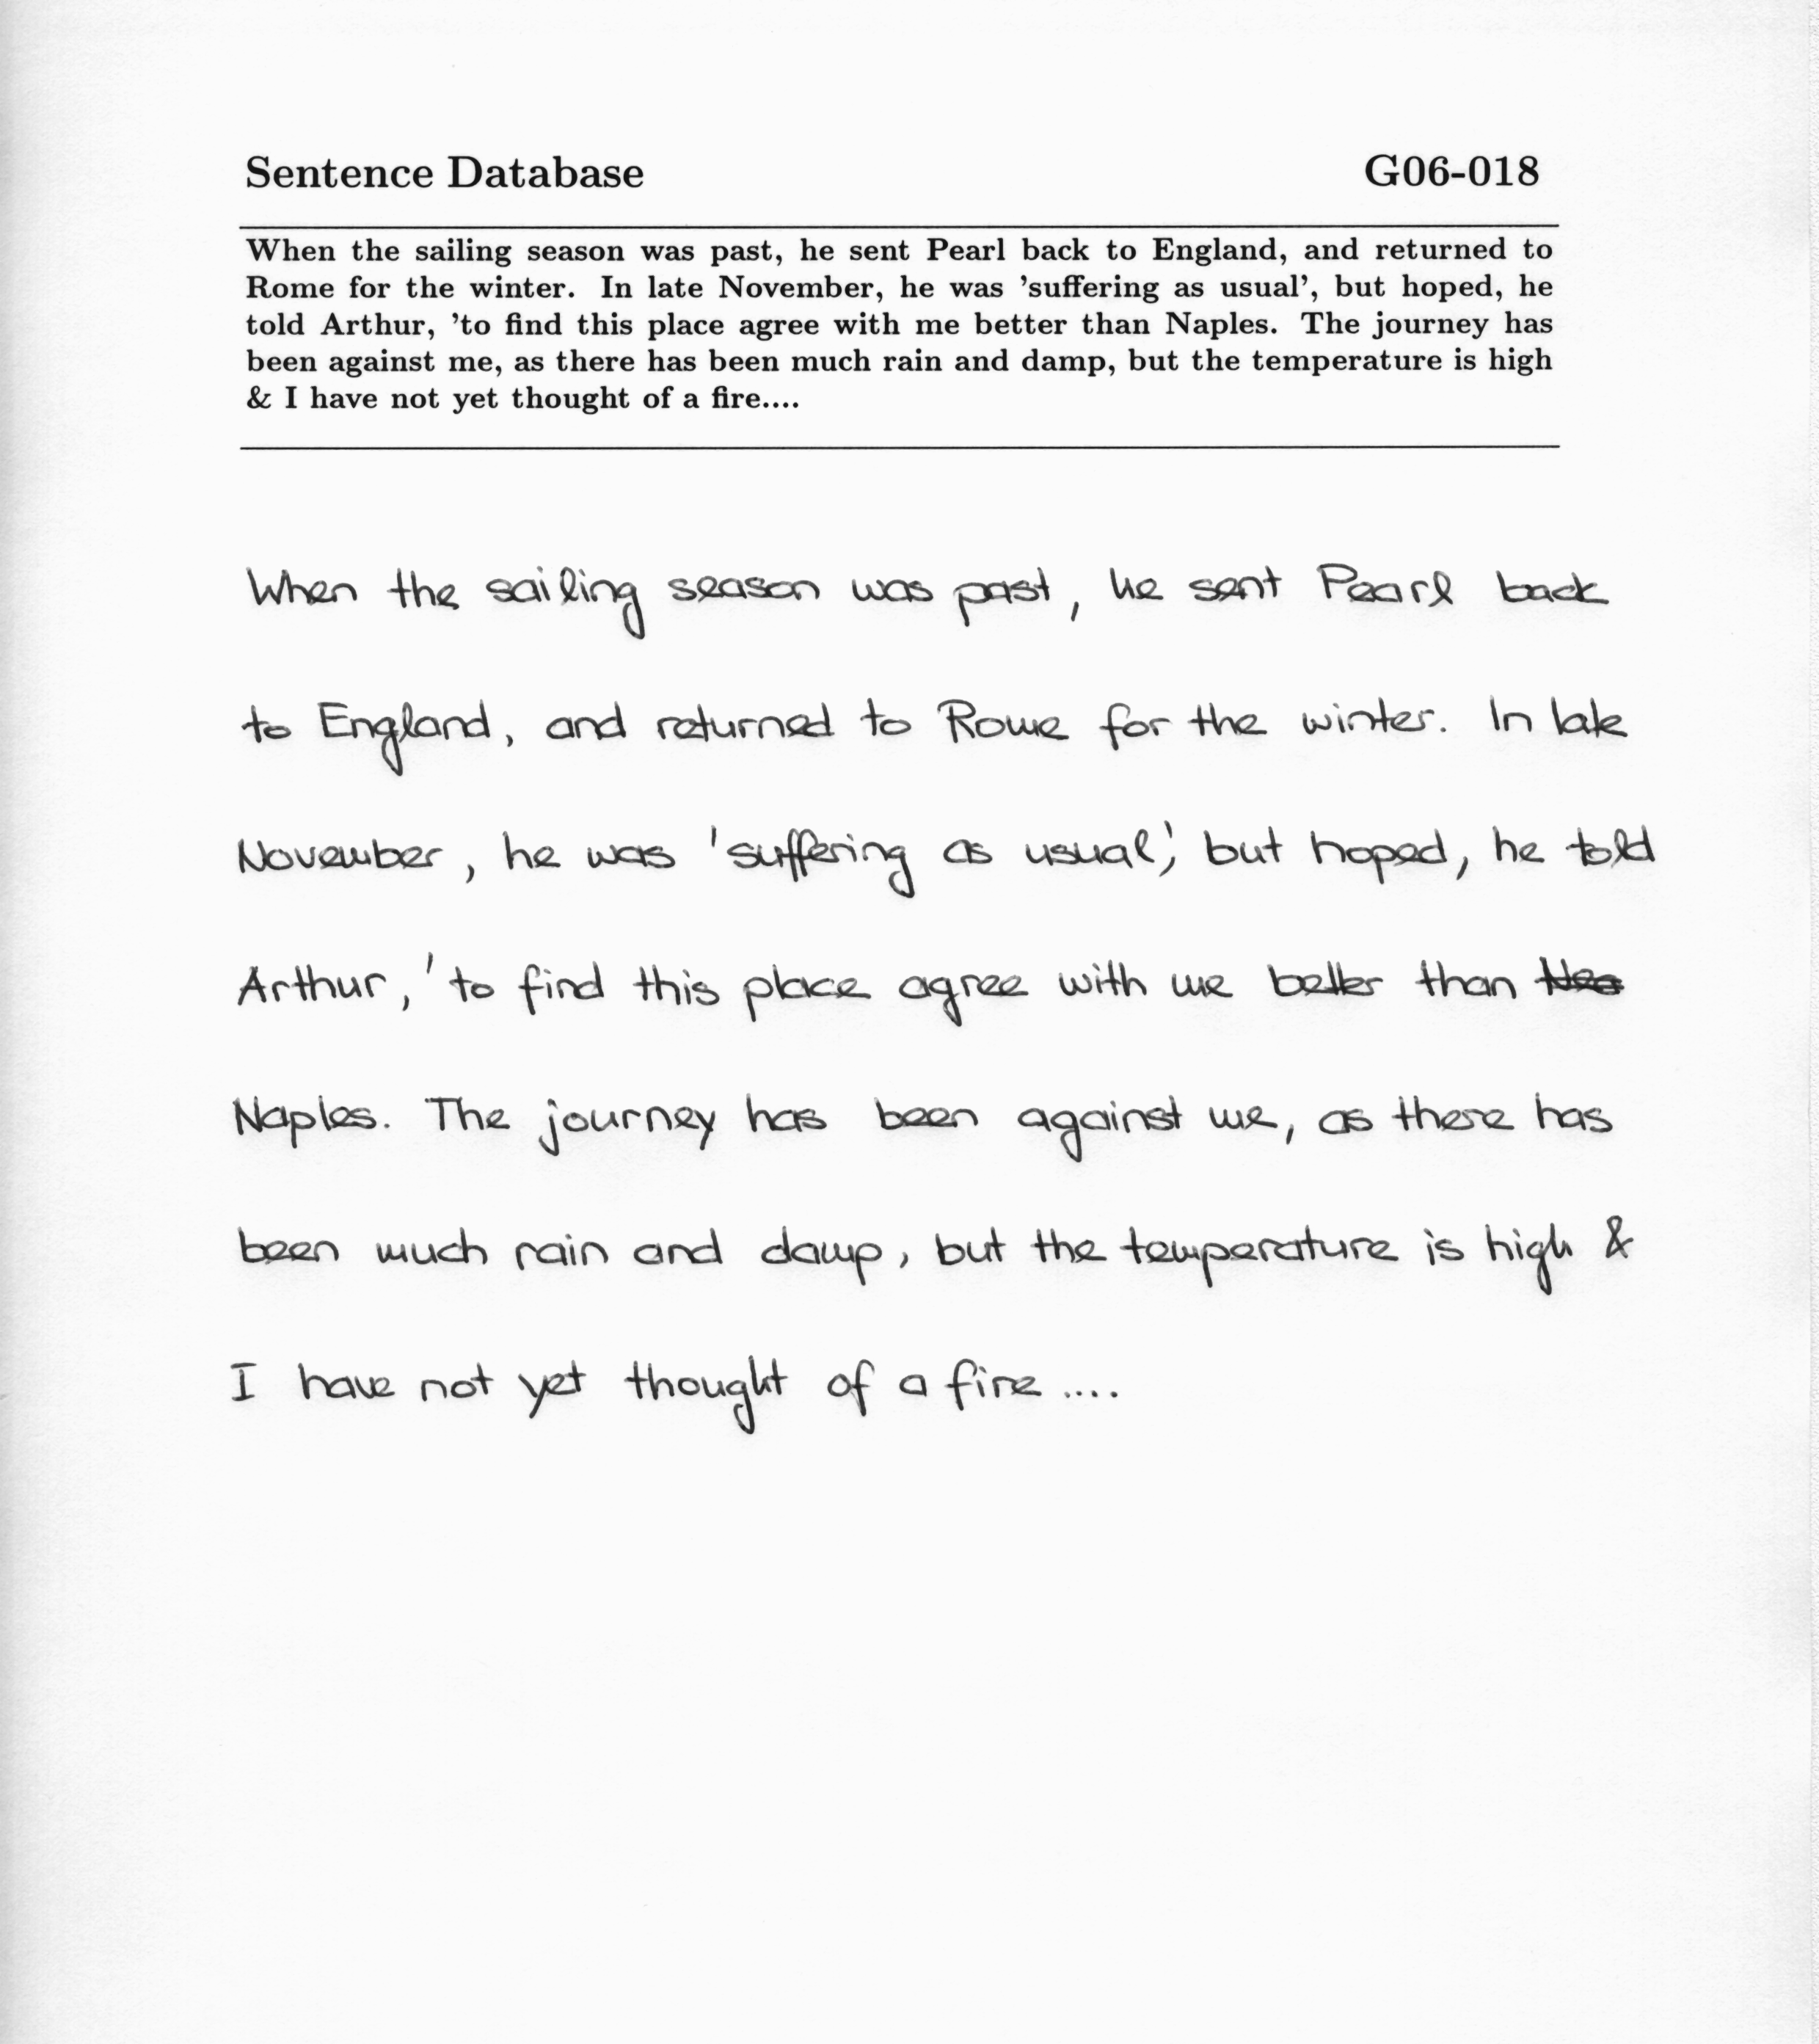 Sentence Database G06-018
When the sailing season was past, he sent Pearl back to England, and returned to
Rome for the winter. In late November, he was 'suffering as usual', but hoped, he
told Arthur, 'to find this place agree with me better than Naples. The journey has
been against me, as there has been much rain and damp, but the temperature is high
& I have not yet thought of a fire....
When the sailing season was past, he sent Pearl back
to England, and returned to Rome for the winter. In late
November, he was 'suffering as usual,' but hoped, he told
Arthur, 'to find this place agree with me better than
Naples. The journey has been against me, as there has
been much rain and damp, but the temperature is high &
I have not yet thought of a fire ....